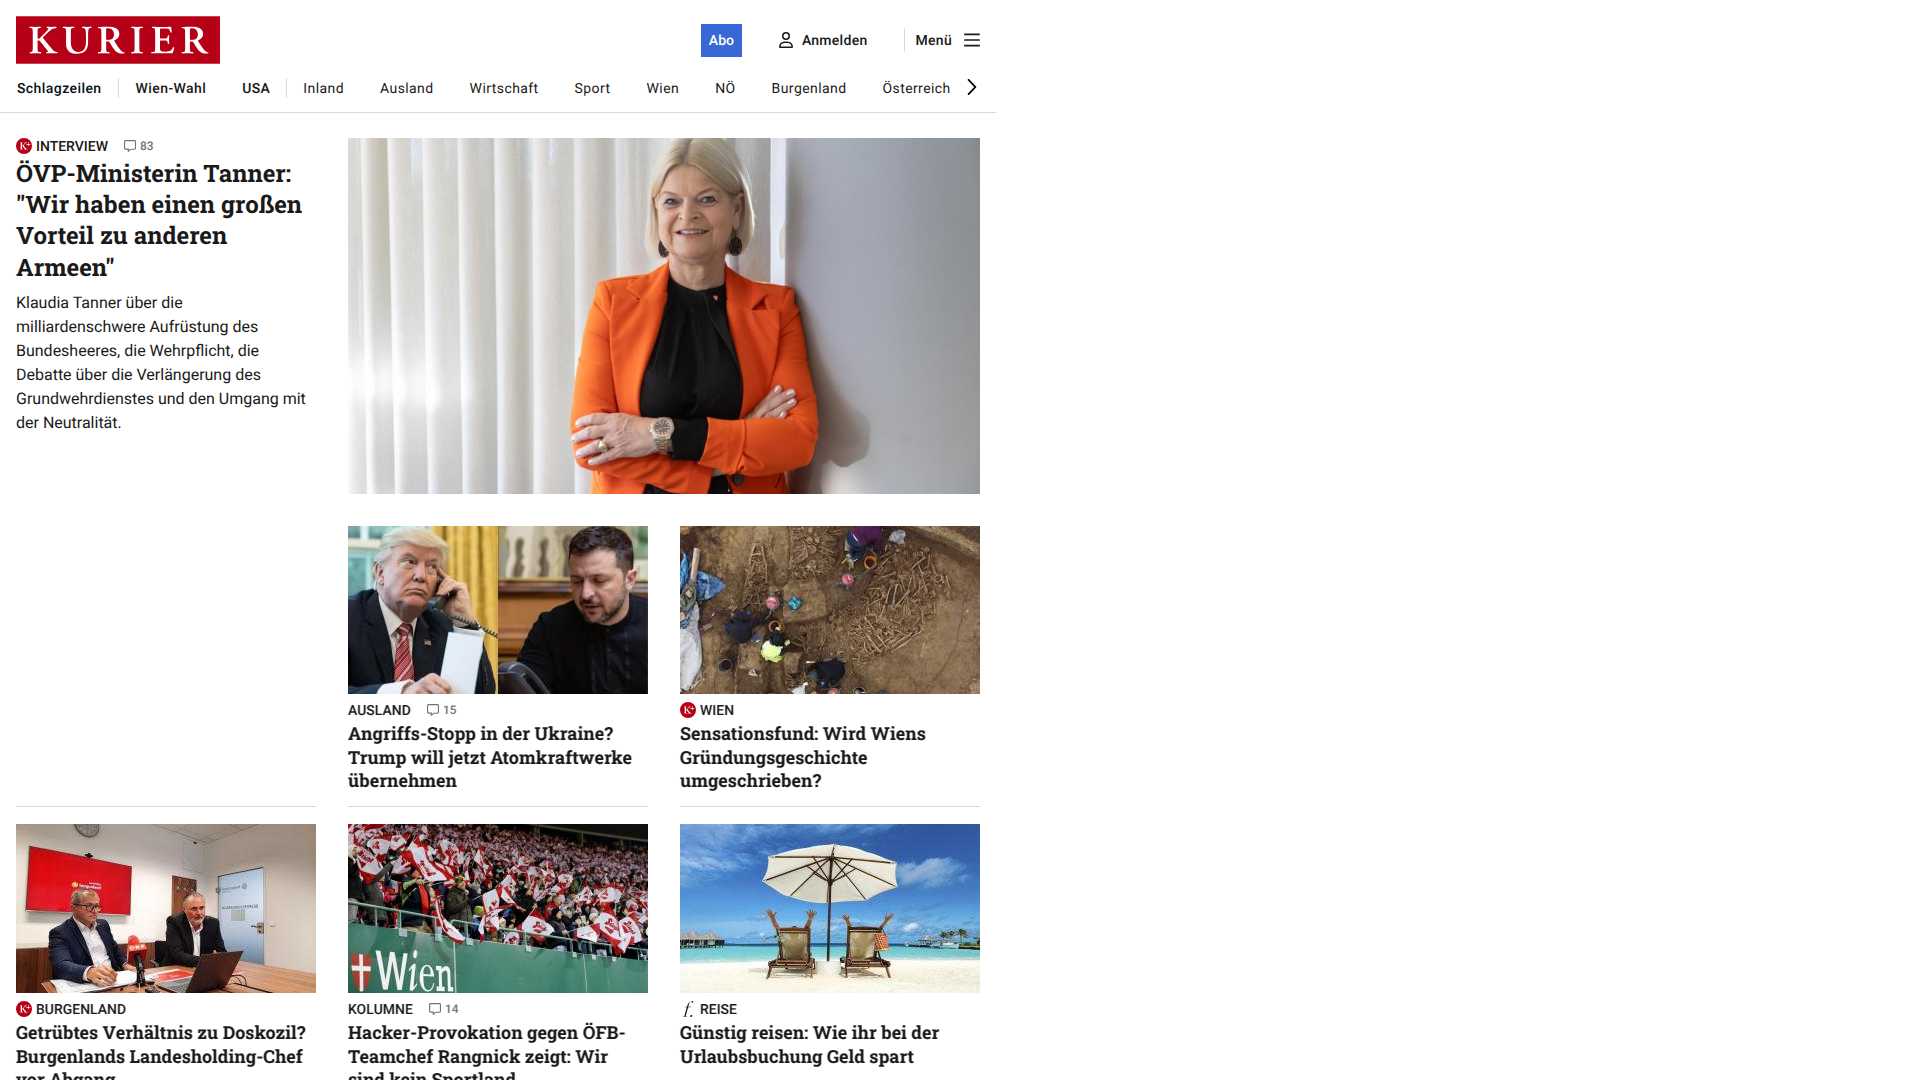 KURIER
Abo
Anmelden
Menü
Schlagzeilen
Wien-Wahl
USA
Inland
Ausland
Wirtschaft
Sport
Wien
NÖ
Burgenland
Österreich
K+ INTERVIEW 83
ÖVP-Ministerin Tanner:
"Wir haben einen großen
Vorteil zu anderen
Armeen"
Klaudia Tanner über die
milliardenschwere Aufrüstung des
Bundesheeres, die Wehrpflicht, die
Debatte über die Verlängerung des
Grundwehrdienstes und den Umgang mit
der Neutralität.
AUSLAND 15
Angriffs-Stopp in der Ukraine?
Trump will jetzt Atomkraftwerke
übernehmen
K+ WIEN
Sensationsfund: Wird Wiens
Gründungsgeschichte
umgeschrieben?
K+ BURGENLAND
Getrübtes Verhältnis zu Doskozil?
Burgenlands Landesholding-Chef
vor Abgang
Wien
KOLUMNE 14
Hacker-Provokation gegen ÖFB-
Teamchef Rangnick zeigt: Wir
sind kein Sportland
f. REISE
Günstig reisen: Wie ihr bei der
Urlaubsbuchung Geld spart